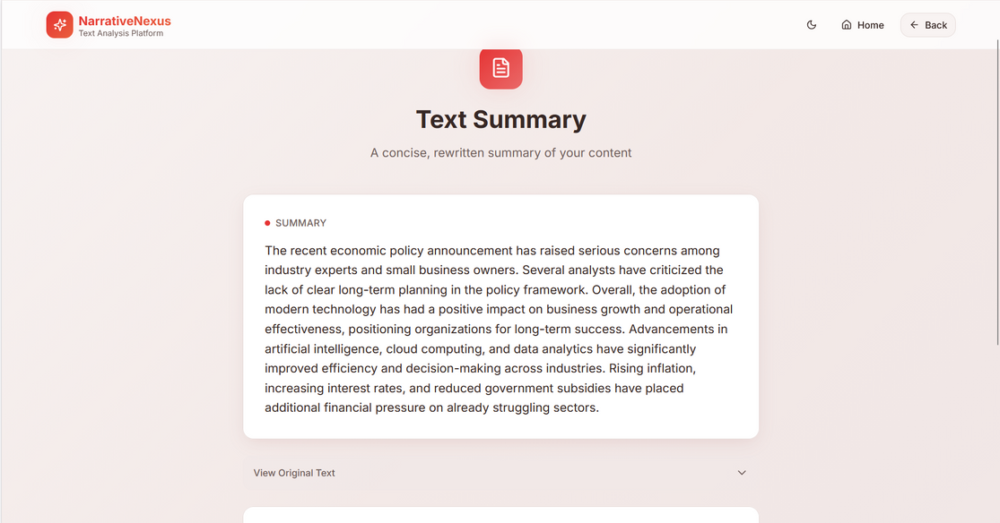 NarrativeNexus
Text Analysis Platform
Home
Back
Text Summary
A concise, rewritten summary of your content
SUMMARY
The recent economic policy announcement has raised serious concerns among
industry experts and small business owners. Several analysts have criticized the
lack of clear long-term planning in the policy framework. Overall, the adoption of
modern technology has had a positive impact on business growth and operational
effectiveness, positioning organizations for long-term success. Advancements in
artificial intelligence, cloud computing, and data analytics have significantly
improved efficiency and decision-making across industries. Rising inflation,
increasing interest rates, and reduced government subsidies have placed
additional financial pressure on already struggling sectors.
View Original Text